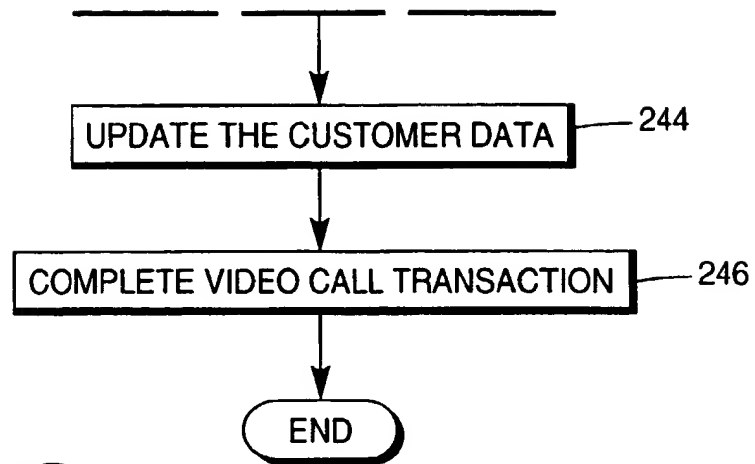 UPDATE THE CUSTOMER DATA
244
COMPLETE VIDEO CALL TRANSACTION
246
END